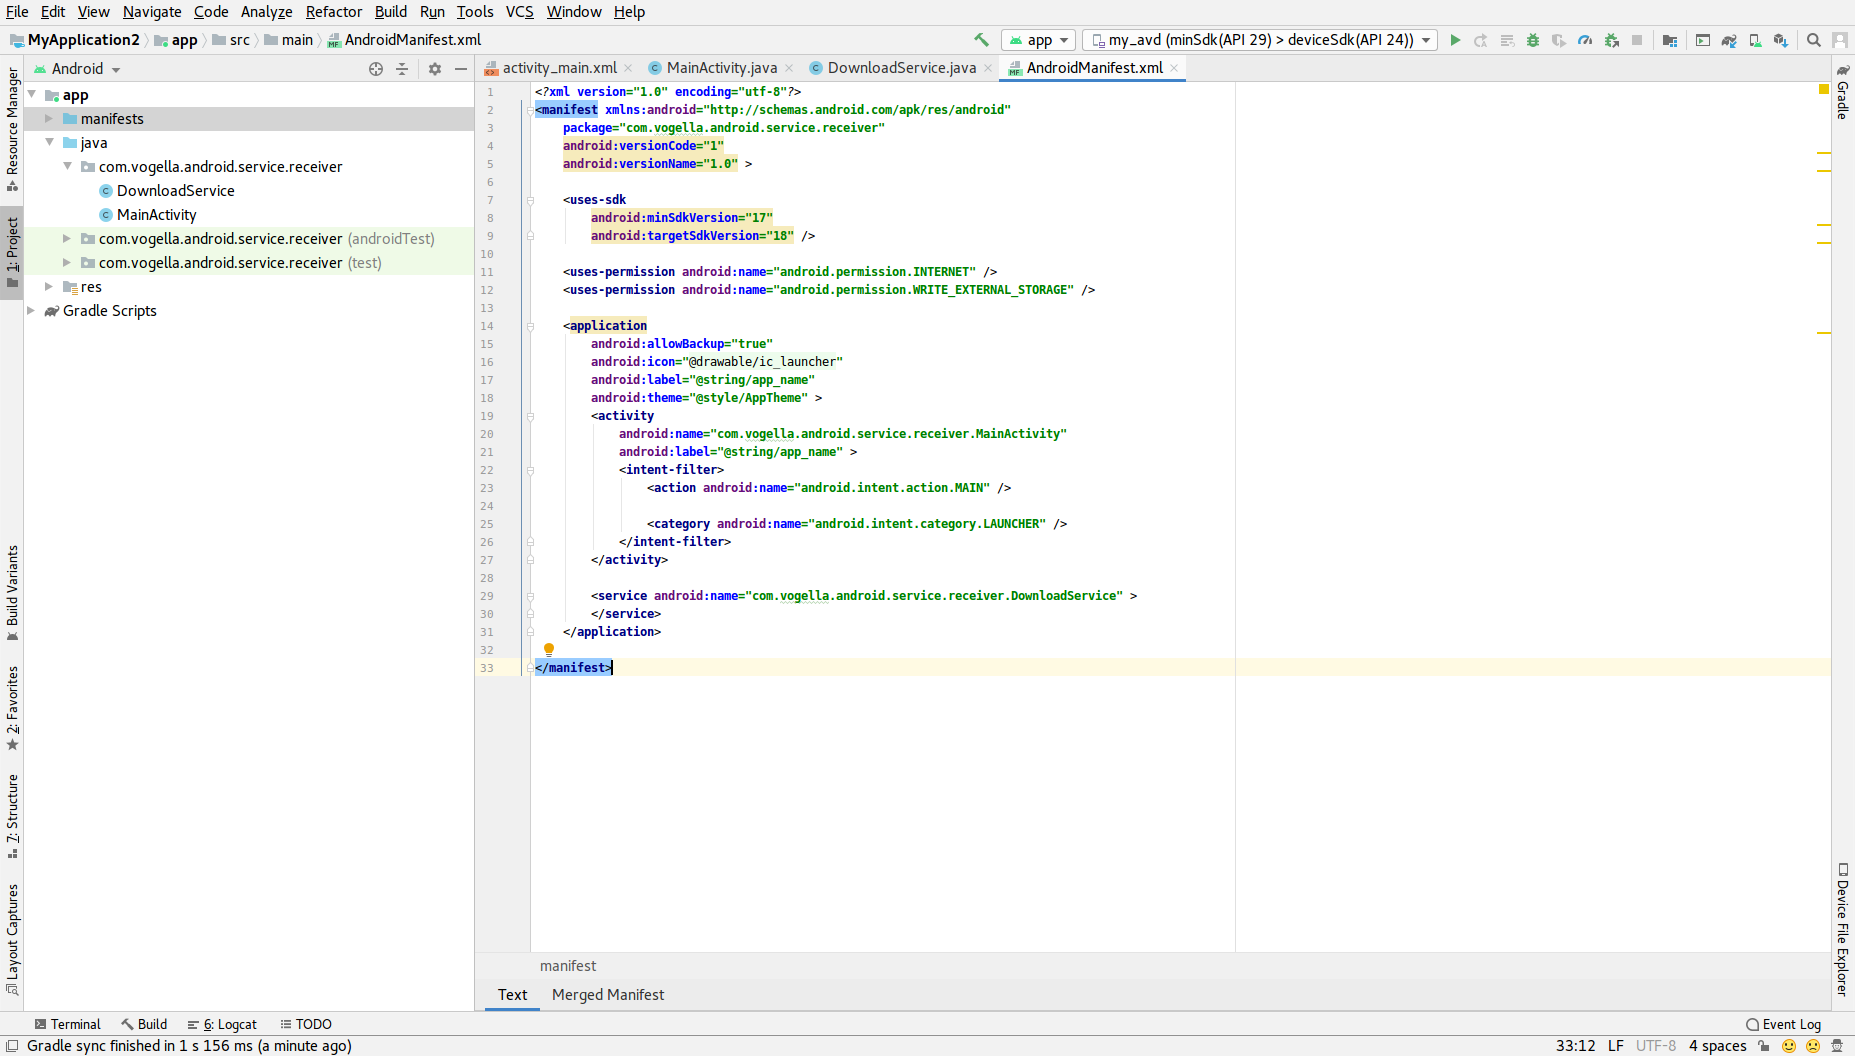 File Edit View Navigate Code Analyze Refactor Build Run Tools VCS Window Help
MyApplication2 app src main AndroidManifest.xml app my_avd (minSdk(API 29) > deviceSdk(API 24))
Android
activity_main.xml MainActivity.java DownloadService.java AndroidManifest.xml
app
manifests
java
com.vogella.android.service.receiver
DownloadService
MainActivity
com.vogella.android.service.receiver (androidTest)
com.vogella.android.service.receiver (test)
res
Gradle Scripts
Resource Manager
1: Project
Build Variants
2: Favorites
7: Structure
Layout Captures
1 <?xml version="1.0" encoding="utf-8"?>
2 <manifest xmlns:android="http://schemas.android.com/apk/res/android"
3 package="com.vogella.android.service.receiver"
4 android:versionCode="1"
5 android:versionName="1.0" >
6
7 <uses-sdk
8 android:minSdkVersion="17"
9 android:targetSdkVersion="18" />
10
11 <uses-permission android:name="android.permission.INTERNET" />
12 <uses-permission android:name="android.permission.WRITE_EXTERNAL_STORAGE" />
13
14 <application
15 android:allowBackup="true"
16 android:icon="@drawable/ic_launcher"
17 android:label="@string/app_name"
18 android:theme="@style/AppTheme" >
19 <activity
20 android:name="com.vogella.android.service.receiver.MainActivity"
21 android:label="@string/app_name" >
22 <intent-filter>
23 <action android:name="android.intent.action.MAIN" />
24
25 <category android:name="android.intent.category.LAUNCHER" />
26 </intent-filter>
27 </activity>
28
29 <service android:name="com.vogella.android.service.receiver.DownloadService" >
30 </service>
31 </application>
32
33 </manifest>
manifest
Text Merged Manifest
Gradle
Device File Explorer
Terminal Build 6: Logcat TODO Event Log
Gradle sync finished in 1 s 156 ms (a minute ago) 33:12 LF UTF-8 4 spaces